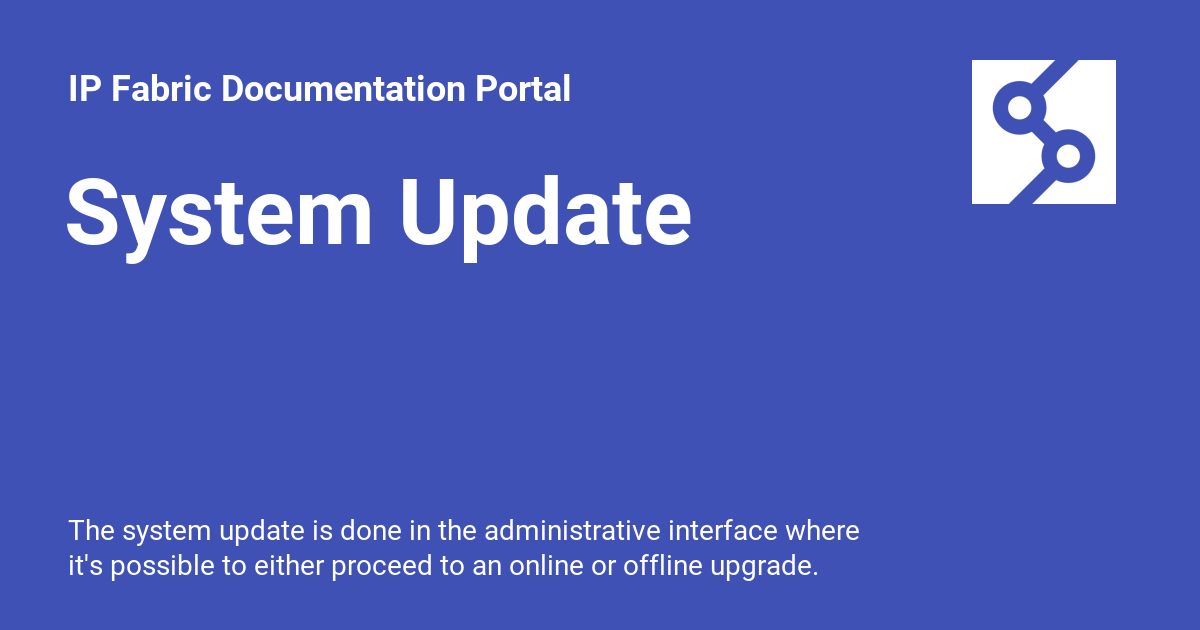 IP Fabric Documentation Portal
System Update
The system update is done in the administrative interface where
it's possible to either proceed to an online or offline upgrade.